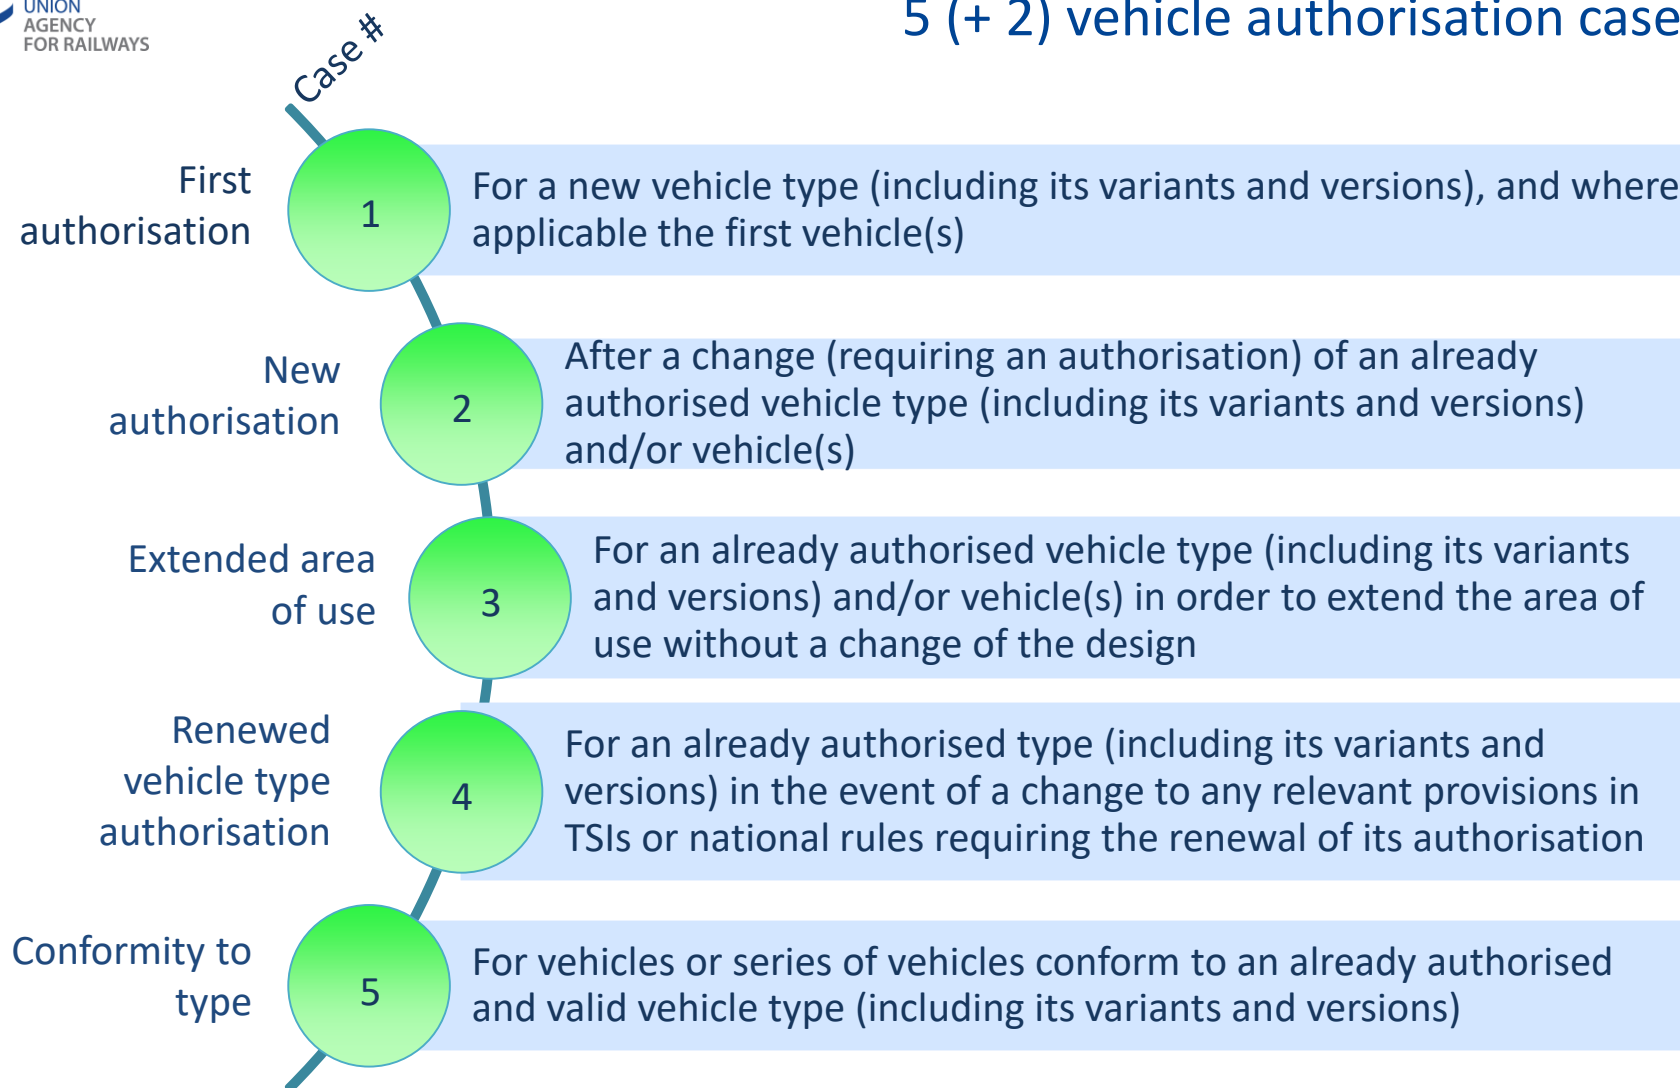 UNION
AGENCY
FOR RAILWAYS
5 (+ 2) vehicle authorisation case
Case #
First
authorisation
1
For a new vehicle type (including its variants and versions), and where
applicable the first vehicle(s)
New
authorisation
2
After a change (requiring an authorisation) of an already
authorised vehicle type (including its variants and versions)
and/or vehicle(s)
Extended area
of use
3
For an already authorised vehicle type (including its variants
and versions) and/or vehicle(s) in order to extend the area of
use without a change of the design
Renewed
vehicle type
authorisation
4
For an already authorised type (including its variants and
versions) in the event of a change to any relevant provisions in
TSIs or national rules requiring the renewal of its authorisation
Conformity to
type
5
For vehicles or series of vehicles conform to an already authorised
and valid vehicle type (including its variants and versions)